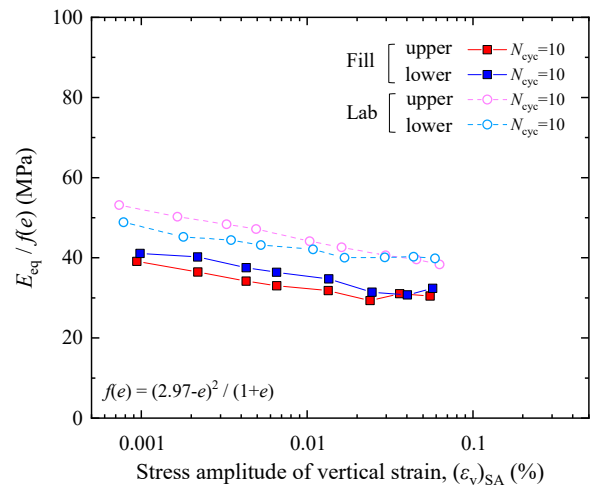 100
80
60
40
30
0
E_eq / f(e) (MPa)
Fill upper N_cyc=10
lower N_cyc=10
Lab upper N_cyc=10
lower N_cyc=10
f(e) = (2.97-e)² / (1+e)
0.001 0.01 0.1
Stress amplitude of vertical strain, (ε_v)_SA (%)